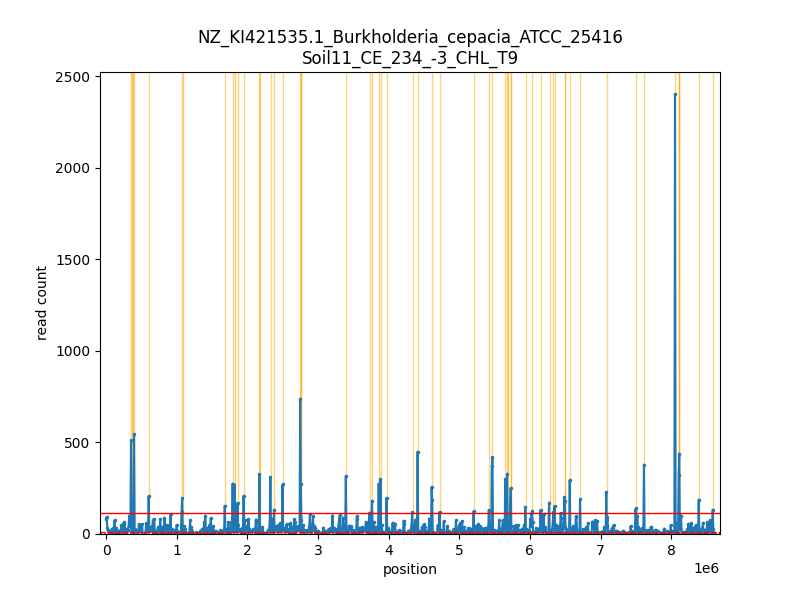 NZ_KI421535.1_Burkholderia_cepacia_ATCC_25416
Soil11_CE_234_-3_CHL_T9
2500
2000
1500
1000
500
0
read count
0 1 2 3 4 5 6 7 8
1e6
position